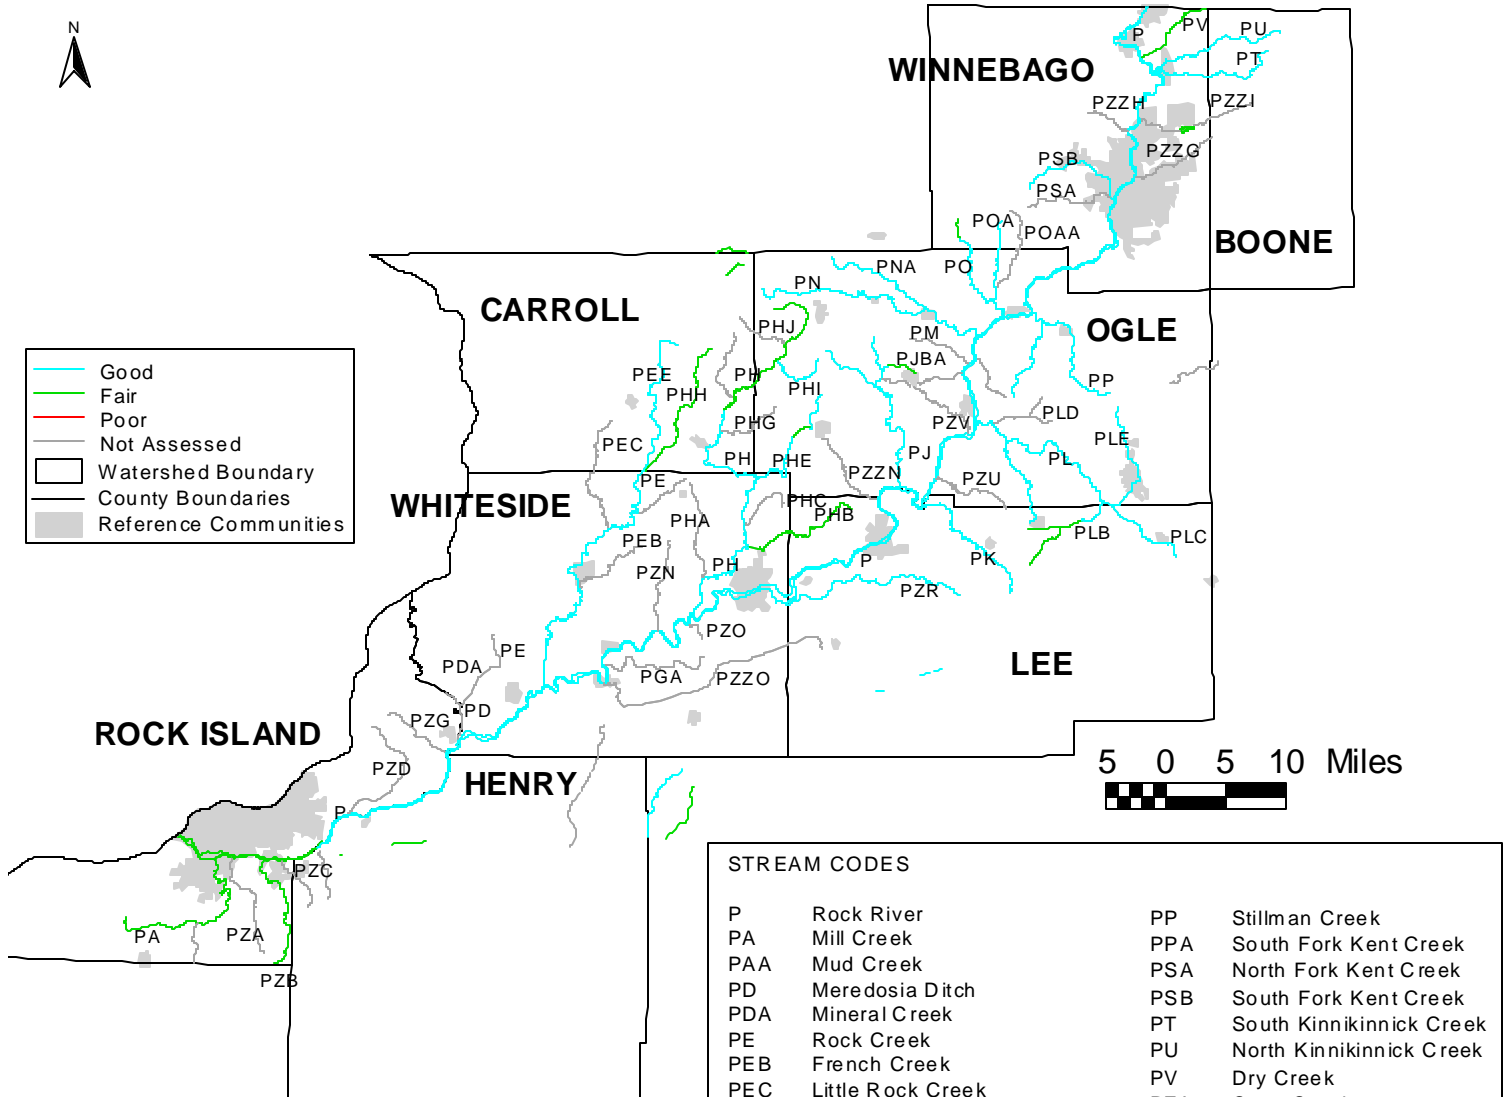 N
P
PV
PU
PT
WINNEBAGO
PZZH
PZZI
PZZG
PSB
PSA
POA
POAA
BOONE
PNA
PO
PN
CARROLL
PHJ
PM
OGLE
PJBA
Good
Fair
Poor
Not Assessed
Watershed Boundary
County Boundaries
Reference Communities
PEE
PH
PHI
PP
PHH
PHG
PZV
PLD
PEC
PLE
PH
PHE
PJ
PL
PE
PZZN
PZU
WHITESIDE
PHC
PHA
PHB
PEB
PLB
PLC
PZN
PH
P
PK
PZR
PZO
PE
PDA
PGA
PZZO
LEE
PD
PZG
ROCK ISLAND
PZD
HENRY
5 0 5 10 Miles
P
PZC
PA
PZA
PZB
STREAM CODES
P Rock River
PA Mill Creek
PAA Mud Creek
PD Meredosia Ditch
PDA Mineral Creek
PE Rock Creek
PEB French Creek
PEC Little Rock Creek
PP Stillman Creek
PPA South Fork Kent Creek
PSA North Fork Kent Creek
PSB South Fork Kent Creek
PT South Kinnikinnick Creek
PU North Kinnikinnick Creek
PV Dry Creek